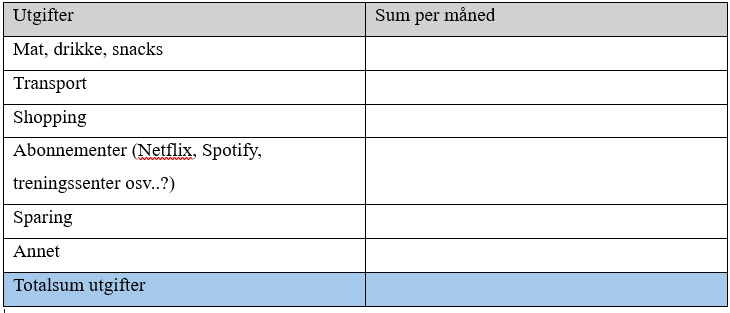 Utgifter
Sum per måned
Mat, drikke, snacks
Transport
Shopping
Abonnementer (Netflix, Spotify,
treningssenter osv..?)
Sparing
Annet
Totalsum utgifter